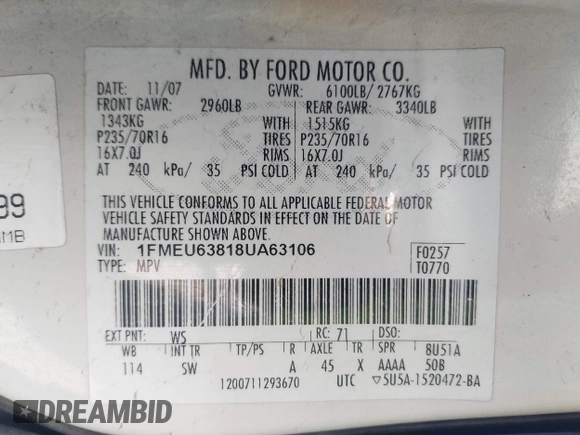 MFD. BY FORD MOTOR CO.
DATE: 11/07 GVWR: 6100LB/ 2767KG
FRONT GAWR: 2960LB REAR GAWR: 3340LB
1343KG WITH 1515KG WITH
P235/70R16 TIRES P235/70R16 TIRES
16X7.0J RIMS 16X7.0J RIMS
AT 240 kPa/ 35 PSI COLD AT 240 kPa/ 35 PSI COLD
THIS VEHICLE CONFORMS TO ALL APPLICABLE FEDERAL MOTOR
VEHICLE SAFETY STANDARDS IN EFFECT ON THE DATE OF
MANUFACTURE SHOWN ABOVE.
VIN: 1FMEU63818UA63106 F0257
TYPE: MPV T0770
EXT PNT: WS RC: 71 DSO:
WB INT TR TP/PS R AXLE TR SPR BU51A
114 SW A 45 X AAAA 50B
1200711293670 UTC 5U5A-1520472-BA
99
MB
DREAMBID